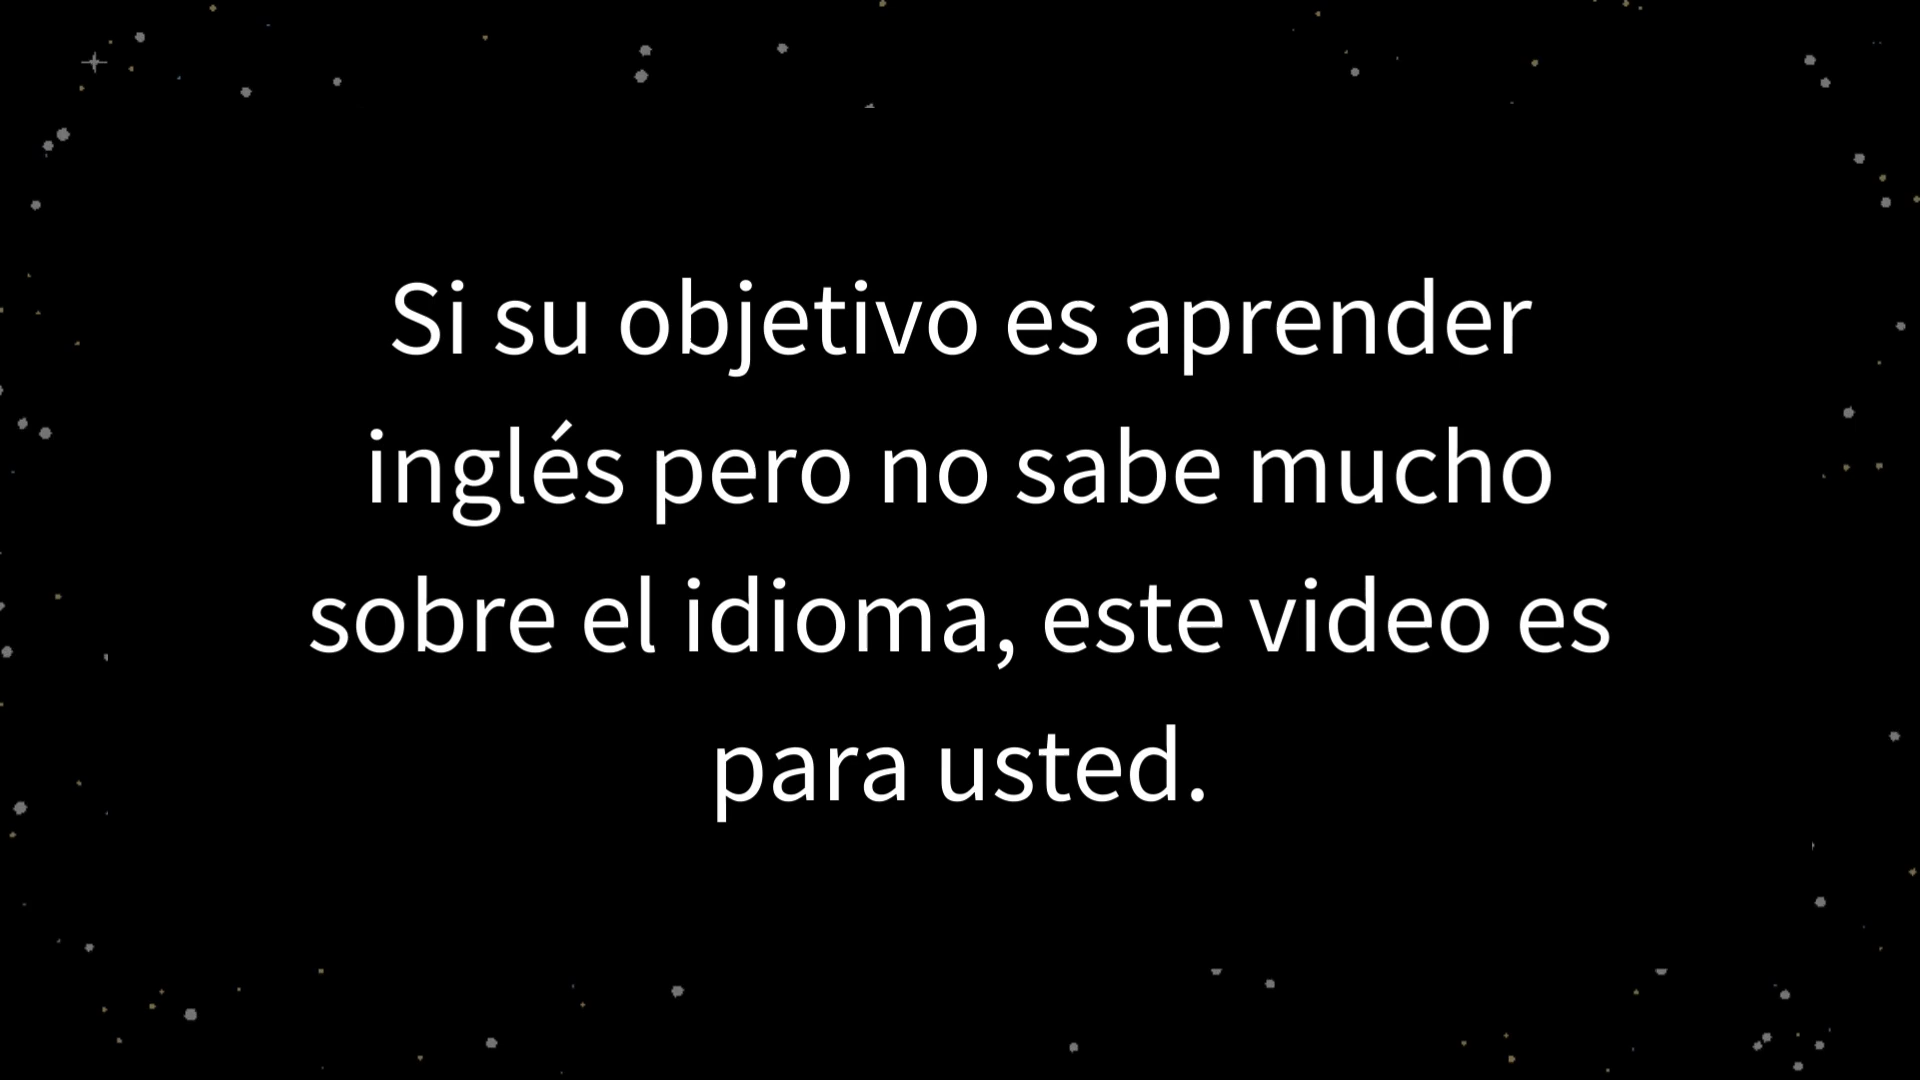 Si su objetivo es aprender
inglés pero no sabe mucho
sobre el idioma, este video es
para usted.